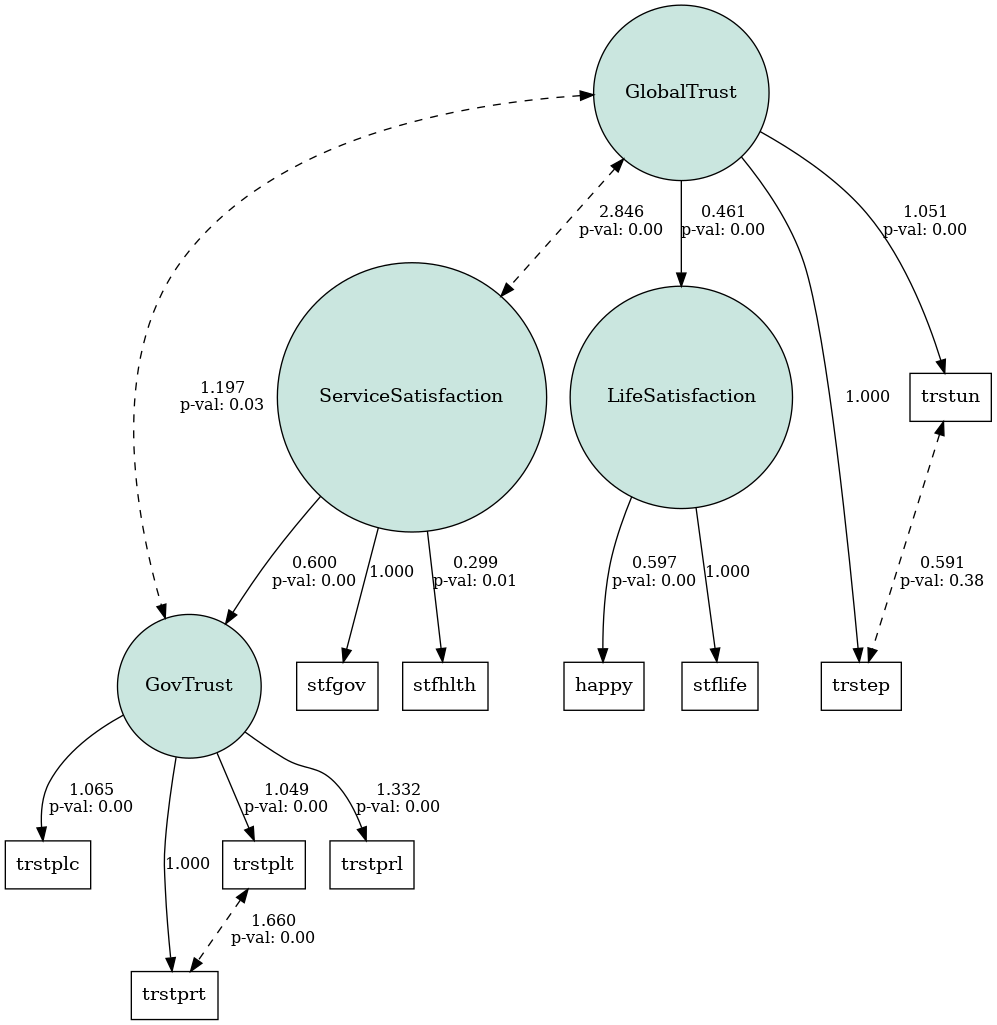 GlobalTrust
2.846
p-val: 0.00
0.461
p-val: 0.00
1.051
p-val: 0.00
1.197
p-val: 0.03
ServiceSatisfaction
LifeSatisfaction
1.000
trstun
0.600
p-val: 0.00
1.000
0.299
p-val: 0.01
0.597
p-val: 0.00
1.000
0.591
p-val: 0.38
GovTrust
stfgov
stfhlth
happy
stflife
trstep
1.065
p-val: 0.00
1.049
p-val: 0.00
1.332
p-val: 0.00
trstplc
1.000
trstplt
trstprl
1.660
p-val: 0.00
trstprt